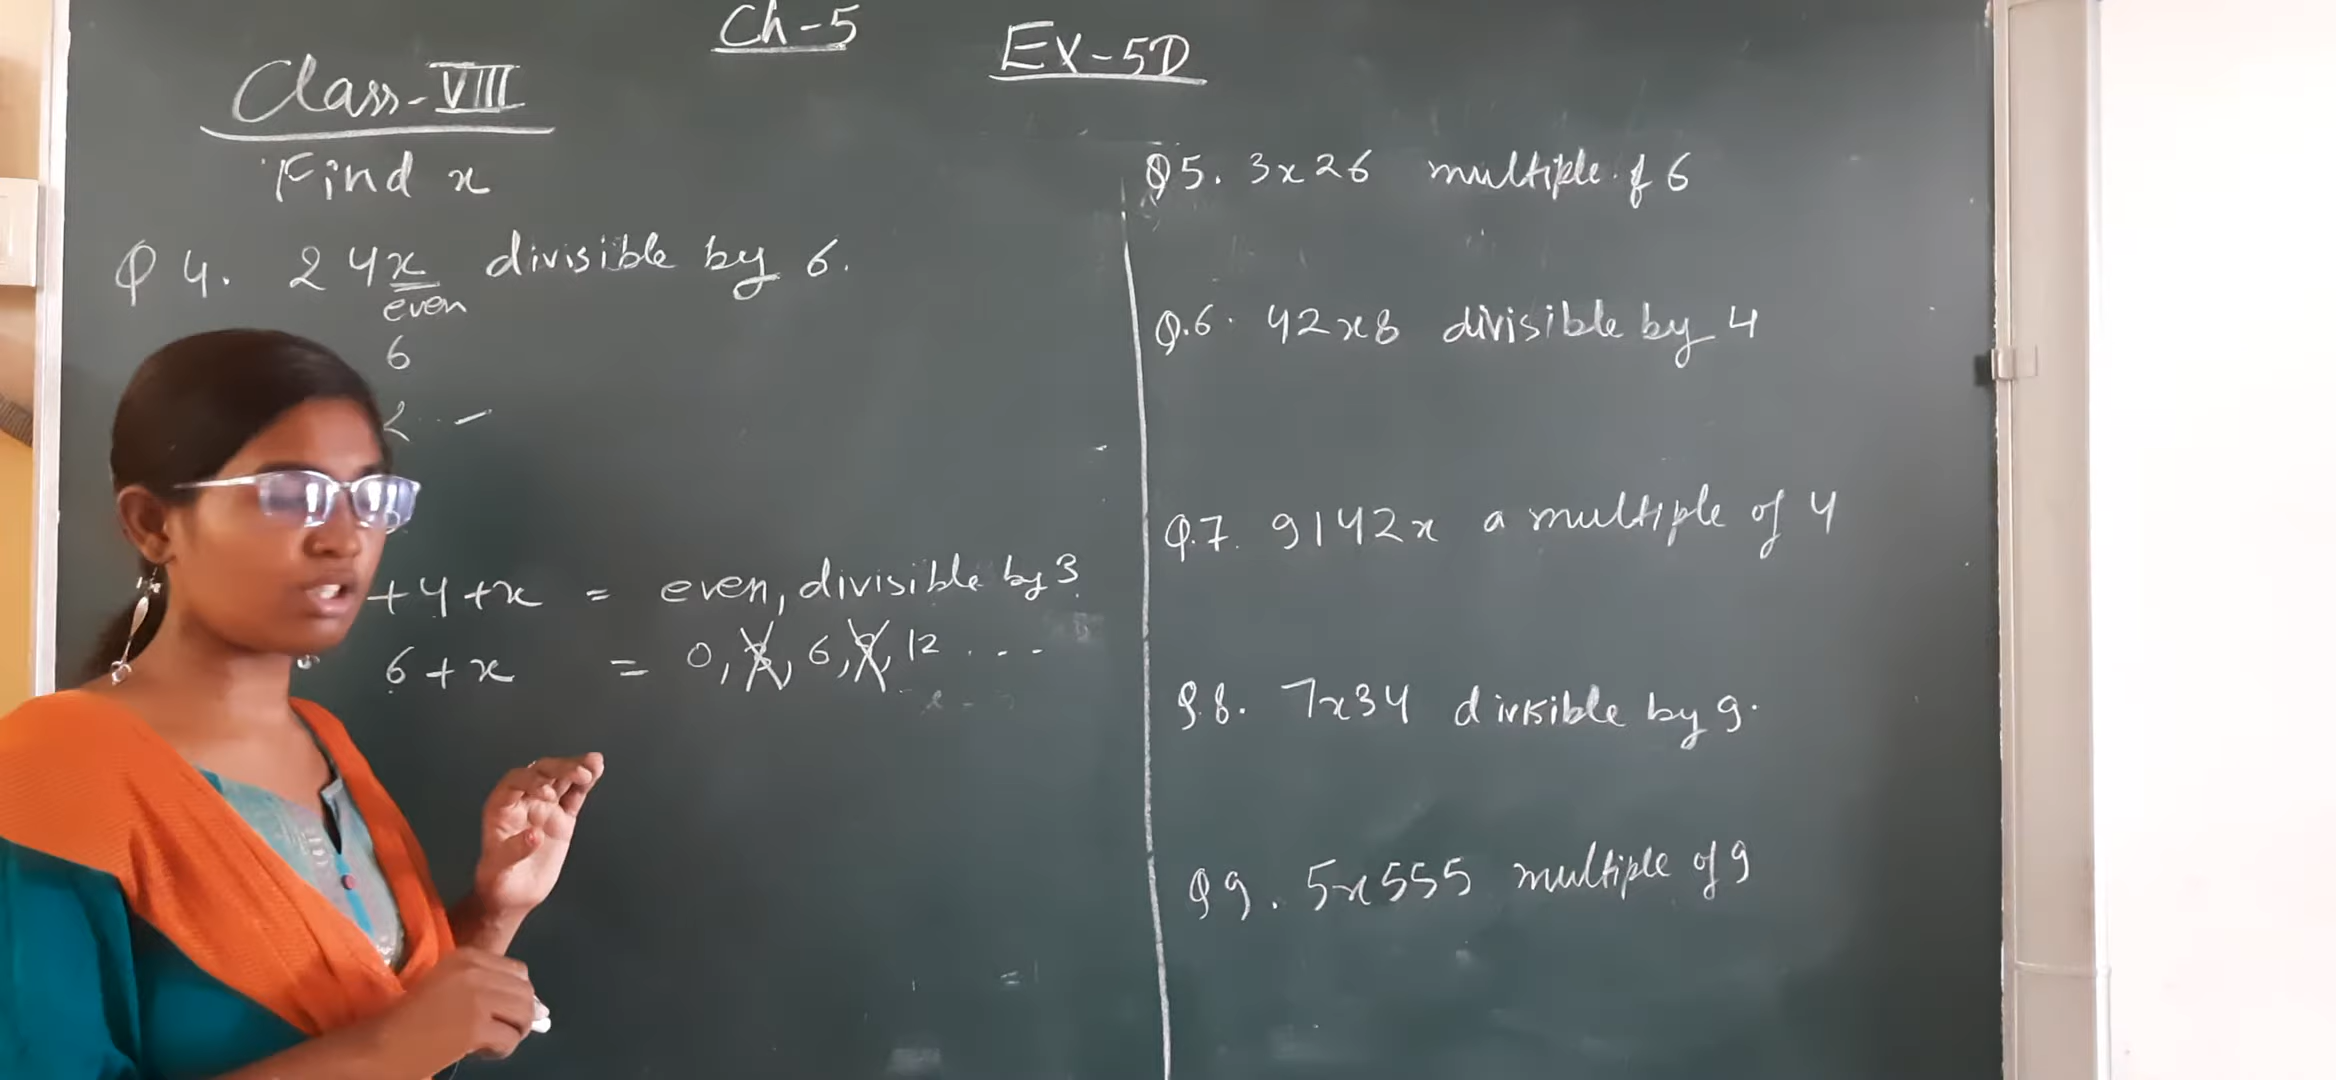 Ch-5
Ex-5D
Class-VIII
Find x
Q 4. 24x divisible by 6.
even
6
2
+4+x = even, divisible by 3
6+x = 0, 3, 6, 9, 12 ...
Q5. 3x26 multiple of 6
Q.6. 42x8 divisible by 4
Q.7. 9142x a multiple of 4
Q.8. 7x34 divisible by 9.
Q9. 5x555 multiple of 9